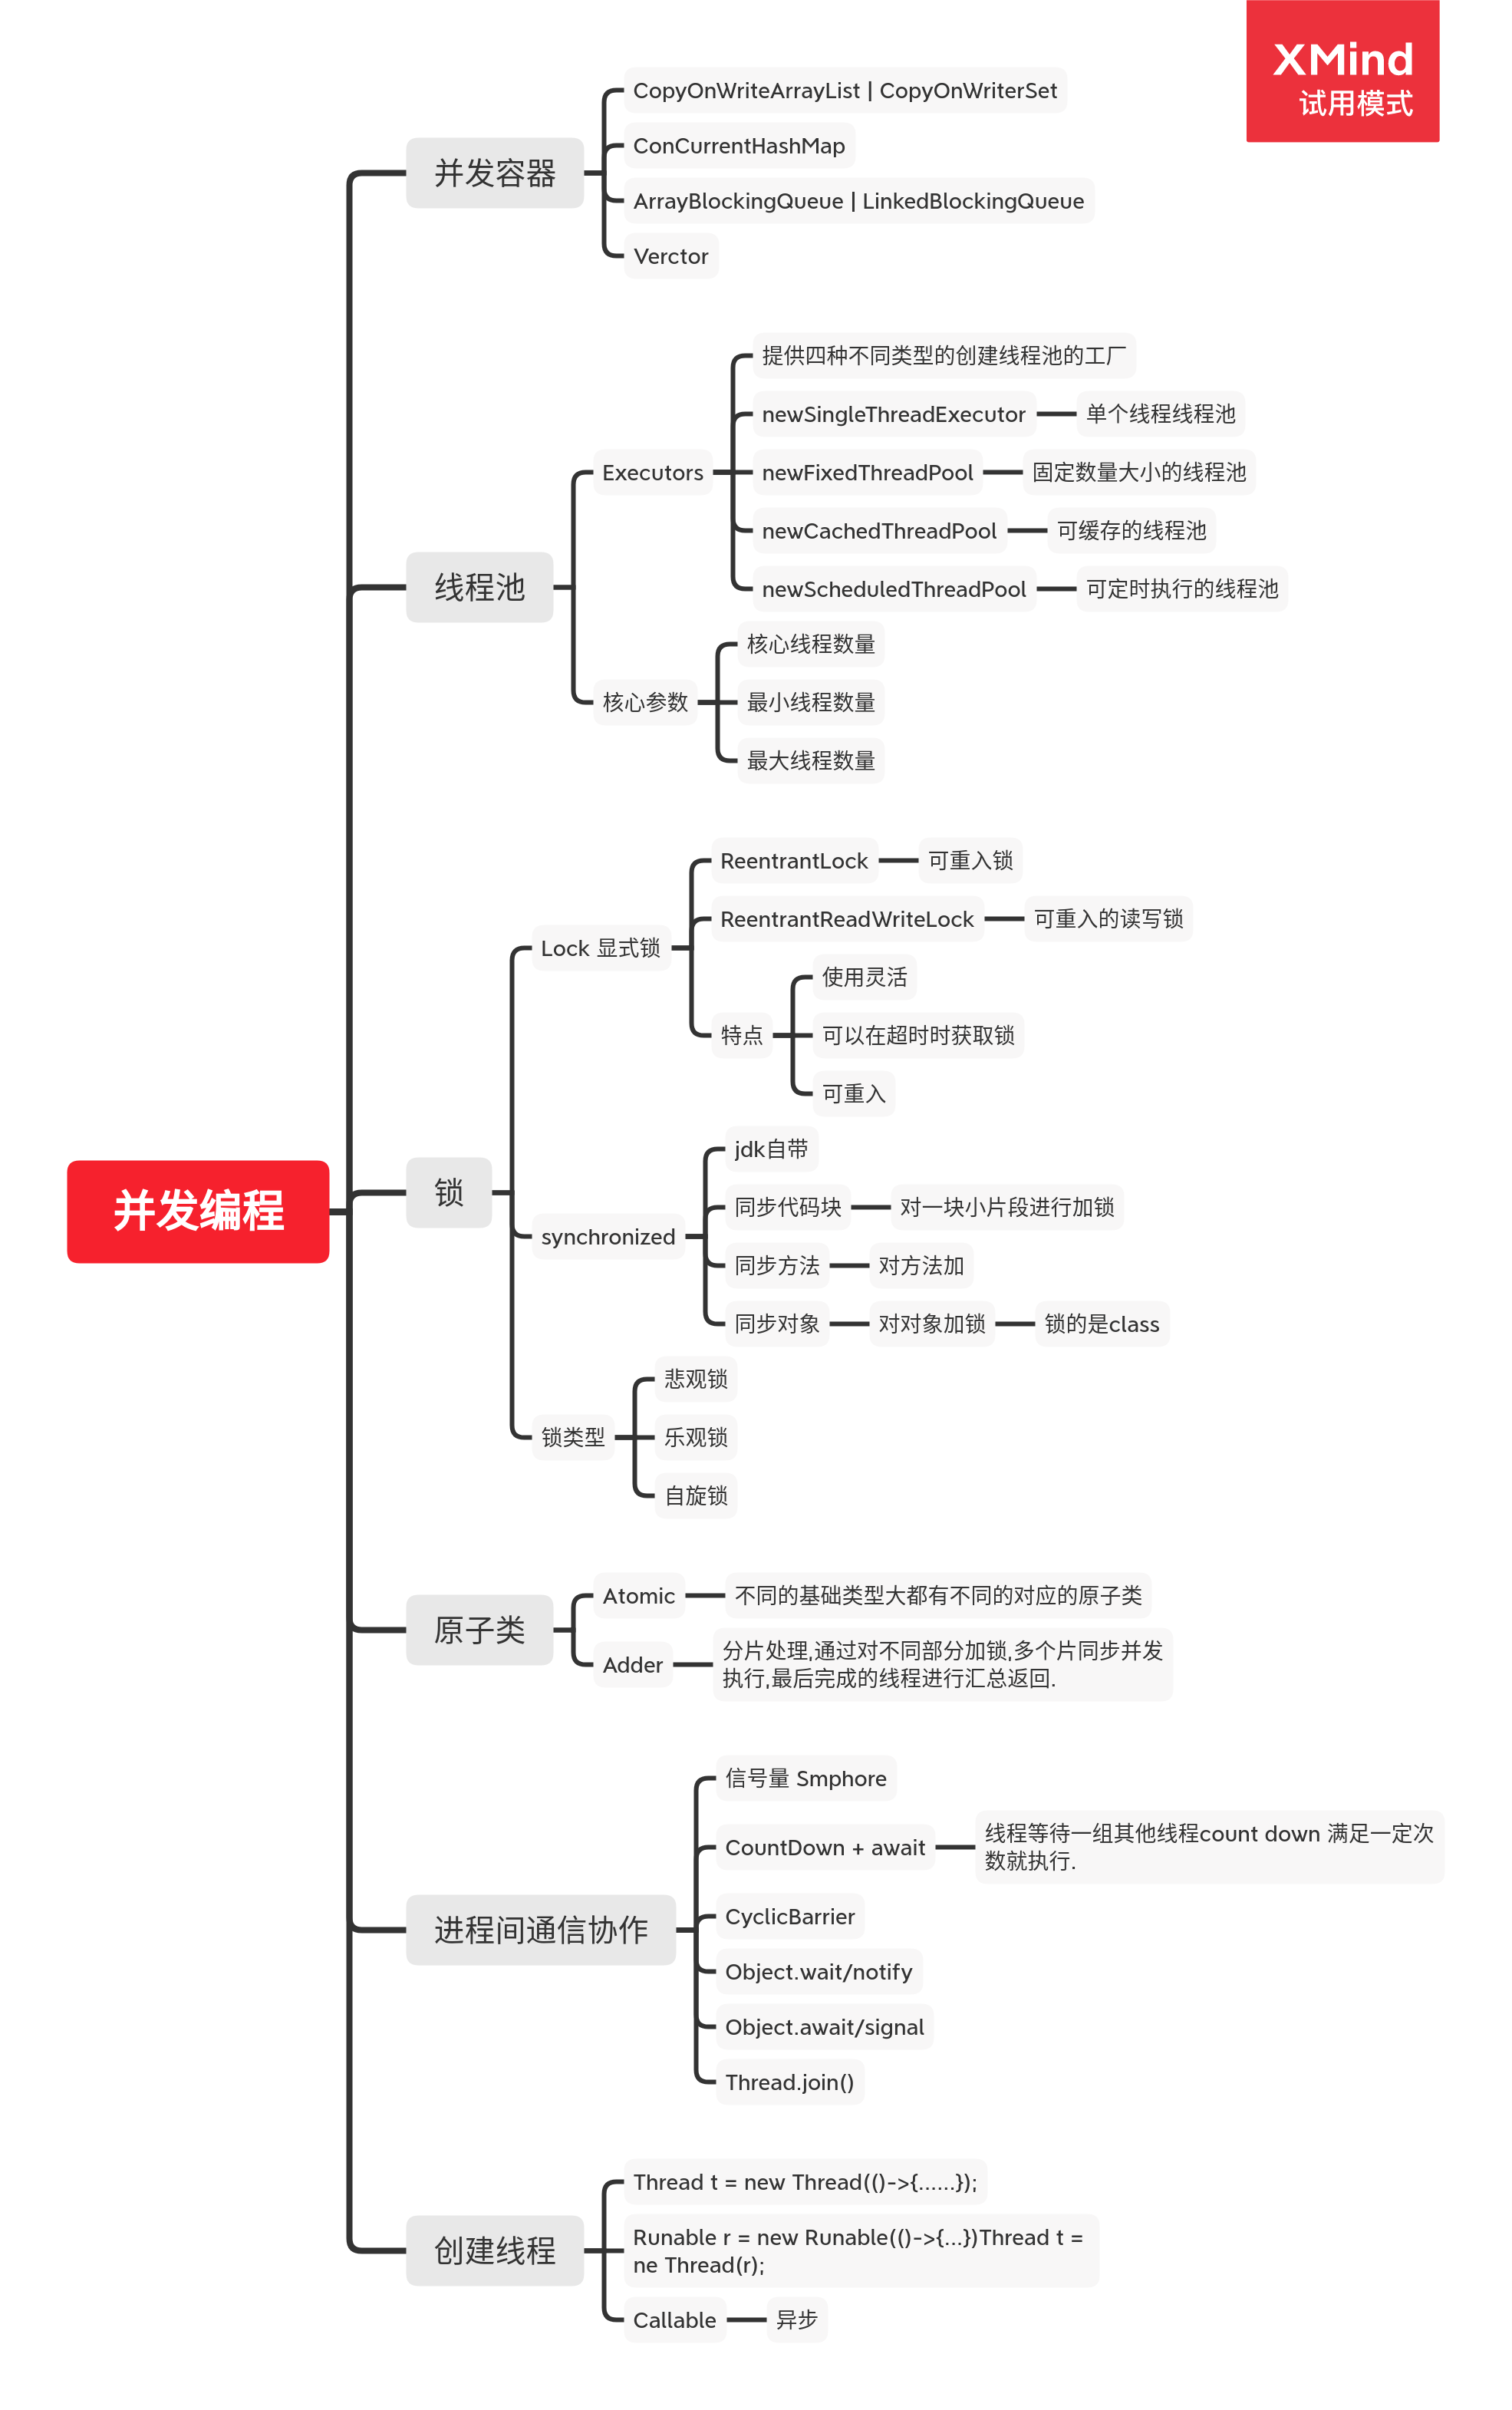 XMind
试用模式
并发编程
并发容器
CopyOnWriteArrayList | CopyOnWriterSet
ConCurrentHashMap
ArrayBlockingQueue | LinkedBlockingQueue
Verctor
线程池
Executors
提供四种不同类型的创建线程池的工厂
newSingleThreadExecutor
单个线程线程池
newFixedThreadPool
固定数量大小的线程池
newCachedThreadPool
可缓存的线程池
newScheduledThreadPool
可定时执行的线程池
核心参数
核心线程数量
最小线程数量
最大线程数量
锁
Lock 显式锁
ReentrantLock
可重入锁
ReentrantReadWriteLock
可重入的读写锁
特点
使用灵活
可以在超时时获取锁
可重入
synchronized
jdk自带
同步代码块
对一块小片段进行加锁
同步方法
对方法加
同步对象
对对象加锁
锁的是class
锁类型
悲观锁
乐观锁
自旋锁
原子类
Atomic
不同的基础类型大都有不同的对应的原子类
Adder
分片处理,通过对不同部分加锁,多个片同步并发
执行,最后完成的线程进行汇总返回.
进程间通信协作
信号量 Smphore
CountDown + await
线程等待一组其他线程count down 满足一定次
数就执行.
CyclicBarrier
Object.wait/notify
Object.await/signal
Thread.join()
创建线程
Thread t = new Thread(()->{......});
Runable r = new Runable(()->{...})Thread t =
ne Thread(r);
Callable
异步